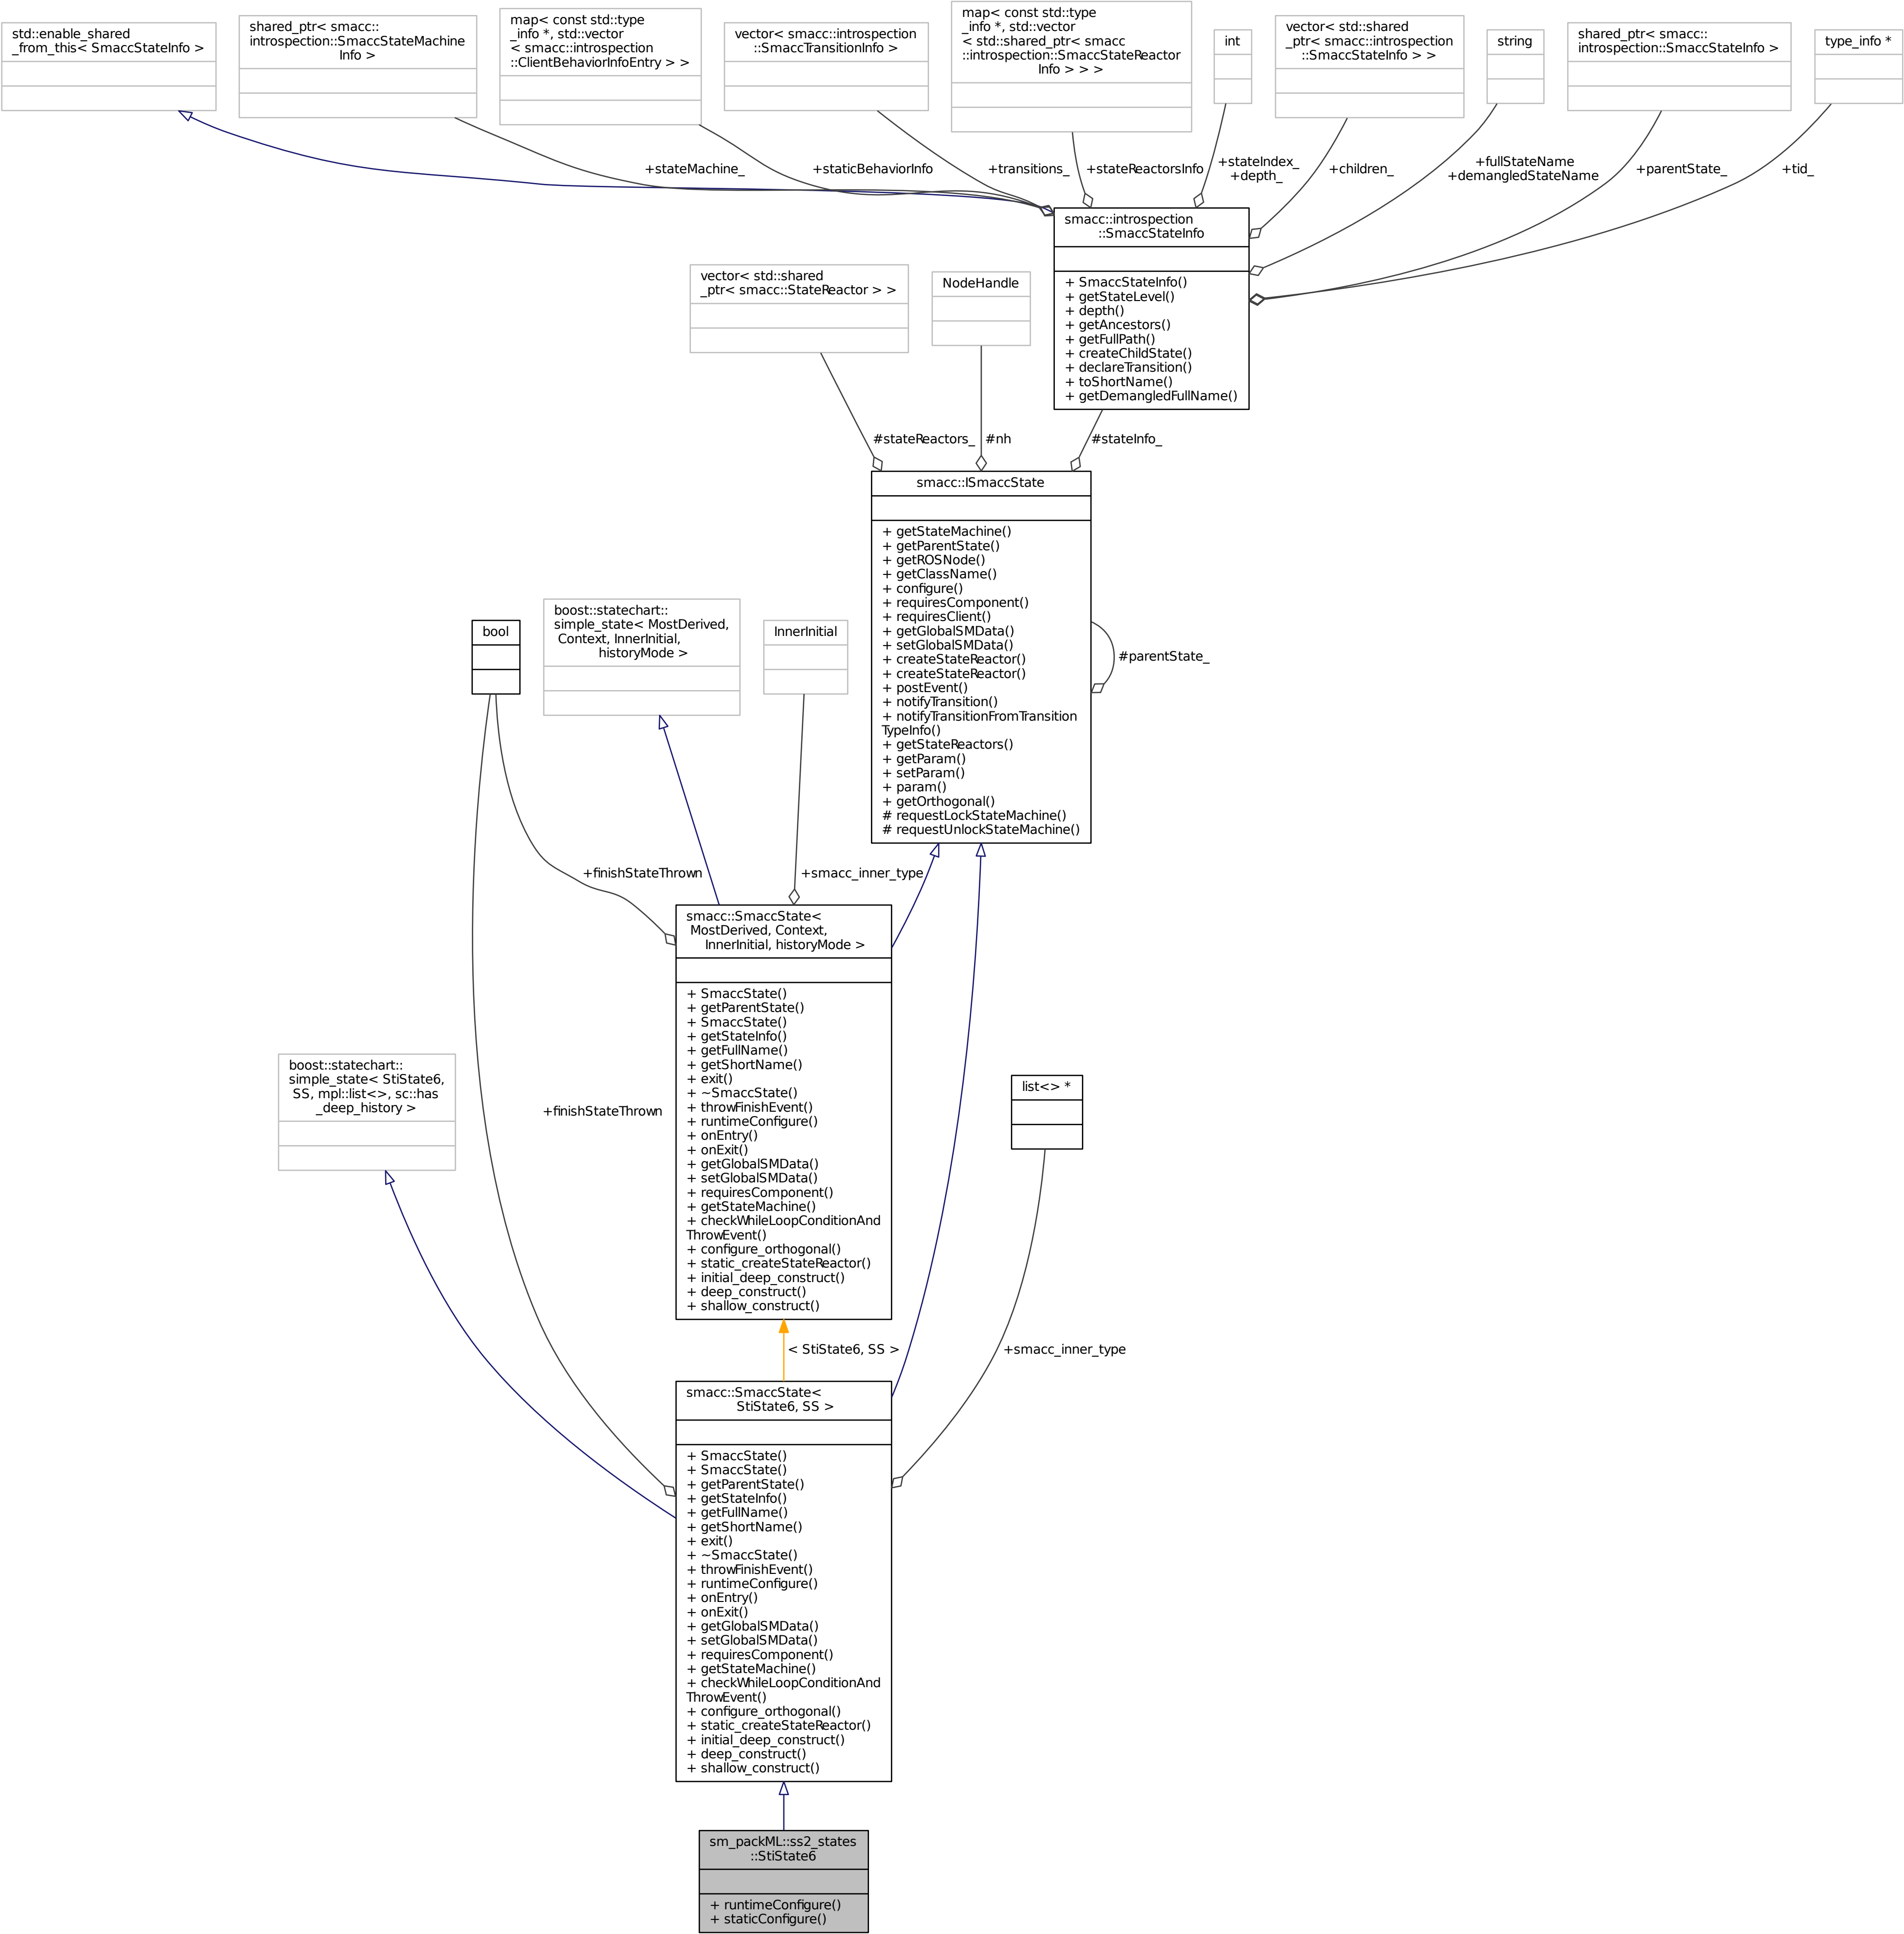 std::enable_shared
_from_this< SmaccStateInfo >
shared_ptr< smacc::
introspection::SmaccStateMachine
Info >
map< const std::type
_info *, std::vector
< smacc::introspection
::ClientBehaviorInfoEntry > >
vector< smacc::introspection
::SmaccTransitionInfo >
map< const std::type
_info *, std::vector
< std::shared_ptr< smacc
::introspection::SmaccStateReactor
Info > > >
int
vector< std::shared
_ptr< smacc::introspection
::SmaccStateInfo > >
string
shared_ptr< smacc::
introspection::SmaccStateInfo >
type_info *
+stateMachine_
+staticBehaviorInfo
+transitions_
+stateReactorsInfo
+stateIndex_
+depth_
+children_
+fullStateName
+demangledStateName
+parentState_
+tid_
smacc::introspection
::SmaccStateInfo
+ SmaccStateInfo()
+ getStateLevel()
+ depth()
+ getAncestors()
+ getFullPath()
+ createChildState()
+ declareTransition()
+ toShortName()
+ getDemangledFullName()
vector< std::shared
_ptr< smacc::StateReactor > >
NodeHandle
#stateReactors_
#nh
#stateInfo_
smacc::ISmaccState
+ getStateMachine()
+ getParentState()
+ getROSNode()
+ getClassName()
+ configure()
+ requiresComponent()
+ requiresClient()
+ getGlobalSMData()
+ setGlobalSMData()
+ createStateReactor()
+ createStateReactor()
+ postEvent()
+ notifyTransition()
+ notifyTransitionFromTransition
TypeInfo()
+ getStateReactors()
+ getParam()
+ setParam()
+ param()
+ getOrthogonal()
# requestLockStateMachine()
# requestUnlockStateMachine()
#parentState_
bool
boost::statechart::
simple_state< MostDerived,
Context, InnerInitial,
historyMode >
InnerInitial
+finishStateThrown
+smacc_inner_type
smacc::SmaccState<
MostDerived, Context,
InnerInitial, historyMode >
+ SmaccState()
+ getParentState()
+ SmaccState()
+ getStateInfo()
+ getFullName()
+ getShortName()
+ exit()
+ ~SmaccState()
+ throwFinishEvent()
+ runtimeConfigure()
+ onEntry()
+ onExit()
+ getGlobalSMData()
+ setGlobalSMData()
+ requiresComponent()
+ getStateMachine()
+ checkWhileLoopConditionAnd
ThrowEvent()
+ configure_orthogonal()
+ static_createStateReactor()
+ initial_deep_construct()
+ deep_construct()
+ shallow_construct()
boost::statechart::
simple_state< StiState6,
SS, mpl::list<>, sc::has
_deep_history >
+finishStateThrown
list<> *
< StiState6, SS >
+smacc_inner_type
smacc::SmaccState<
StiState6, SS >
+ SmaccState()
+ SmaccState()
+ getParentState()
+ getStateInfo()
+ getFullName()
+ getShortName()
+ exit()
+ ~SmaccState()
+ throwFinishEvent()
+ runtimeConfigure()
+ onEntry()
+ onExit()
+ getGlobalSMData()
+ setGlobalSMData()
+ requiresComponent()
+ getStateMachine()
+ checkWhileLoopConditionAnd
ThrowEvent()
+ configure_orthogonal()
+ static_createStateReactor()
+ initial_deep_construct()
+ deep_construct()
+ shallow_construct()
sm_packML::ss2_states
::StiState6
+ runtimeConfigure()
+ staticConfigure()